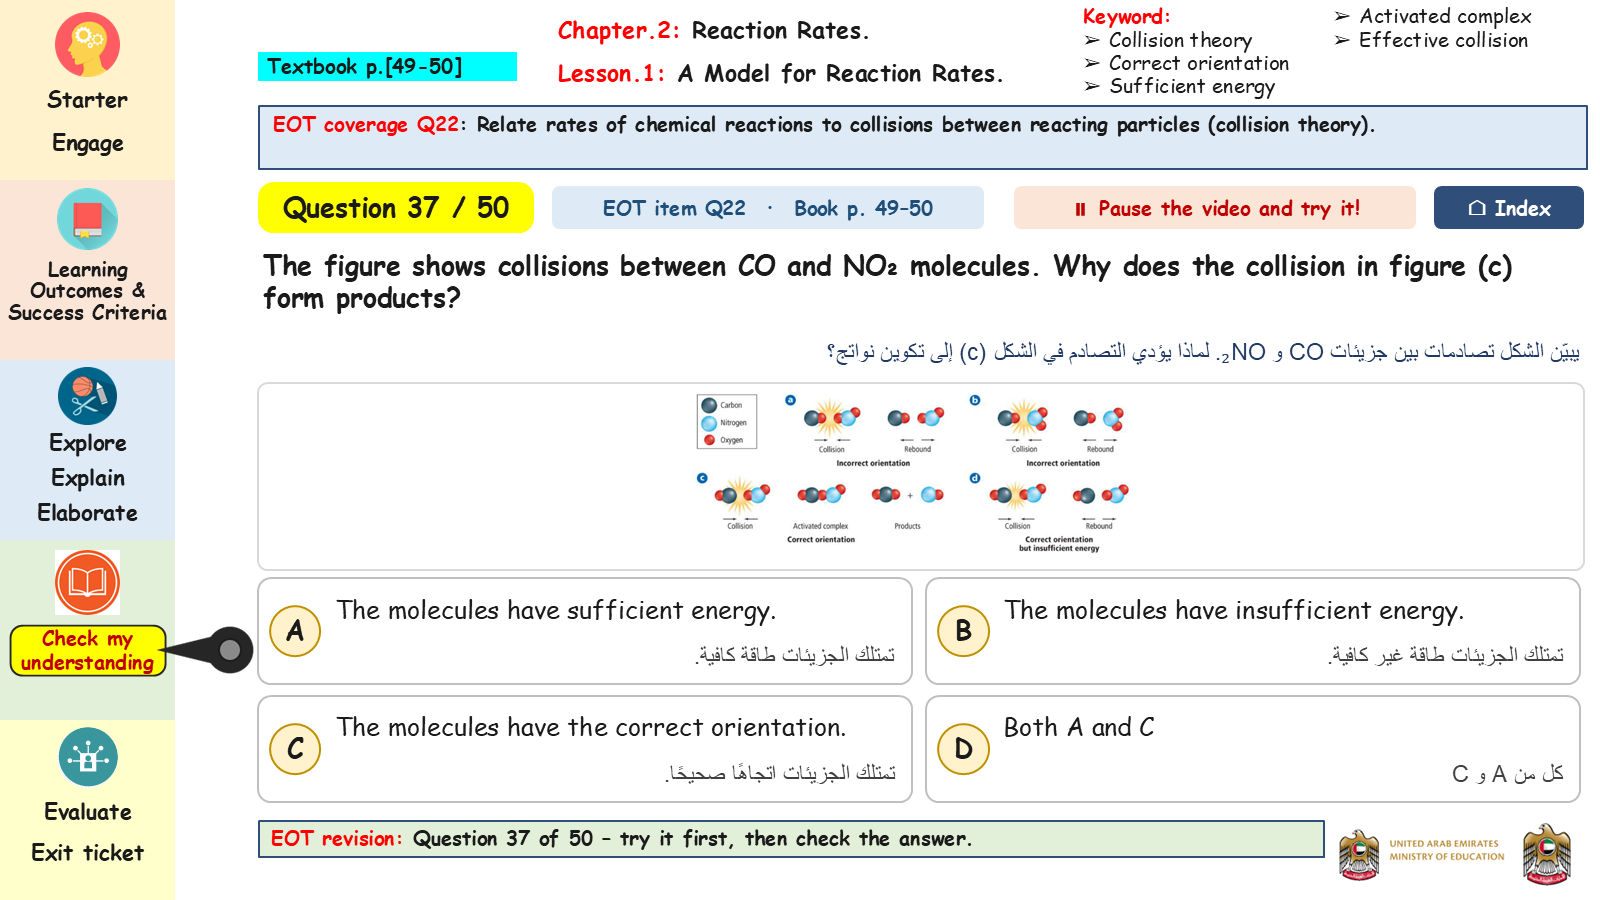 Starter
Engage
Learning
Outcomes &
Success Criteria
Explore
Explain
Elaborate
Check my
understanding
Evaluate
Exit ticket
Textbook p.[49-50]
Chapter.2: Reaction Rates.
Lesson.1: A Model for Reaction Rates.
Keyword:
➢ Collision theory
➢ Correct orientation
➢ Sufficient energy
➢ Activated complex
➢ Effective collision
EOT coverage Q22: Relate rates of chemical reactions to collisions between reacting particles (collision theory).
Question 37 / 50
EOT item Q22 · Book p. 49-50
⏸ Pause the video and try it!
Index
The figure shows collisions between CO and NO₂ molecules. Why does the collision in figure (c)
form products?
يبيّن الشكل تصادمات بين جزيئات CO و NO₂. لماذا يؤدي التصادم في الشكل (c) إلى تكوين نواتج؟
Carbon
Nitrogen
Oxygen
a
Collision
Rebound
Incorrect orientation
b
Collision
Rebound
Incorrect orientation
c
+
Collision
Activated complex
Products
Correct orientation
d
Collision
Rebound
Correct orientation
but insufficient energy
A
The molecules have sufficient energy.
تمتلك الجزيئات طاقة كافية.
B
The molecules have insufficient energy.
تمتلك الجزيئات طاقة غير كافية.
C
The molecules have the correct orientation.
تمتلك الجزيئات اتجاهًا صحيحًا.
D
Both A and C
كل من A و C
EOT revision: Question 37 of 50 – try it first, then check the answer.
UNITED ARAB EMIRATES
MINISTRY OF EDUCATION